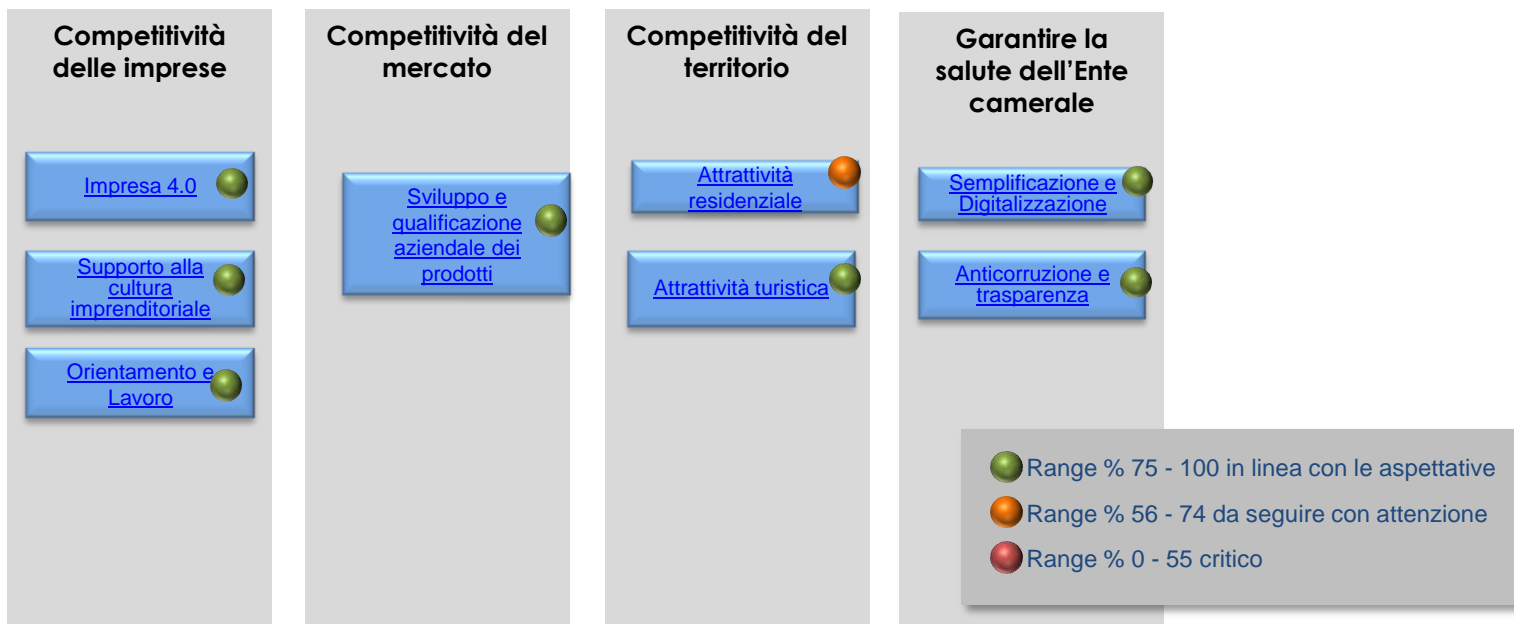 Competitività
delle imprese
Impresa 4.0
Supporto alla
cultura
imprenditoriale
Orientamento e
Lavoro
Competitività del
mercato
Sviluppo e
qualificazione
aziendale dei
prodotti
Competitività del
territorio
Attrattività
residenziale
Attrattività turistica
Garantire la
salute dell’Ente
camerale
Semplificazione e
Digitalizzazione
Anticorruzione e
trasparenza
Range % 75 - 100 in linea con le aspettative
Range % 56 - 74 da seguire con attenzione
Range % 0 - 55 critico